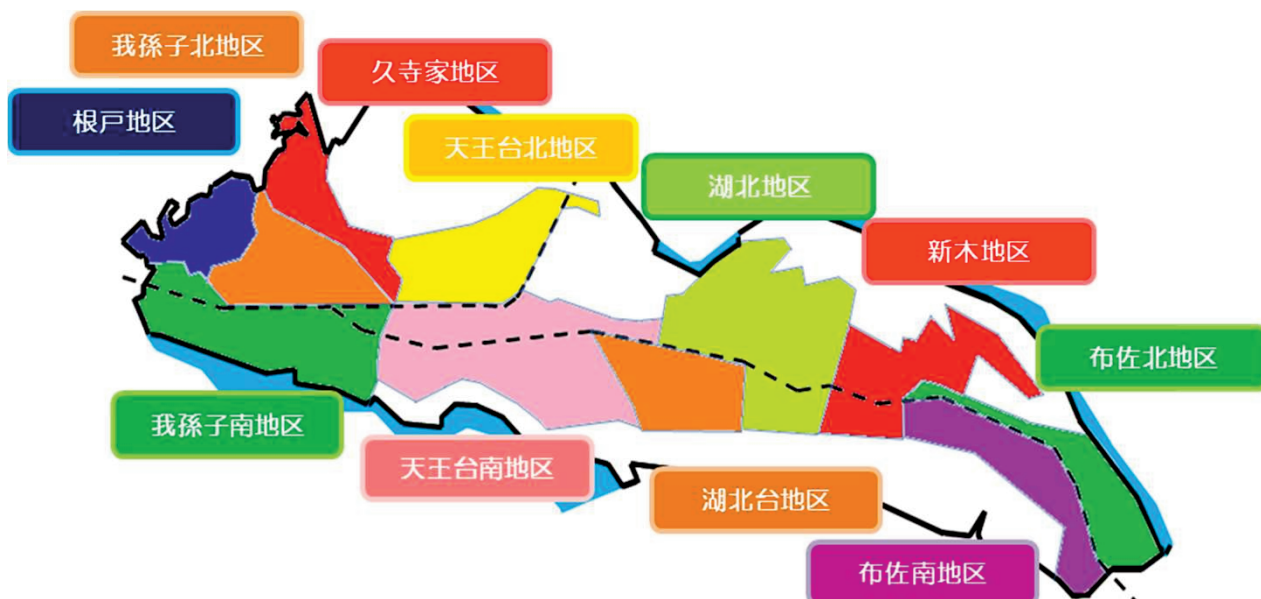 我孫子北地区
久寺家地区
根戸地区
天王台北地区
湖北地区
新木地区
布佐北地区
我孫子南地区
天王台南地区
湖北台地区
布佐南地区